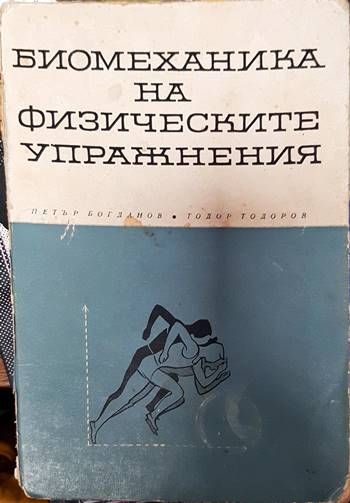 БИОМЕХАНИКА
НА
ФИЗИЧЕСКИТЕ
УПРАЖНЕНИЯ
ПЕТЪР БОГДАНОВ • ТОДОР ТОДОРОВ